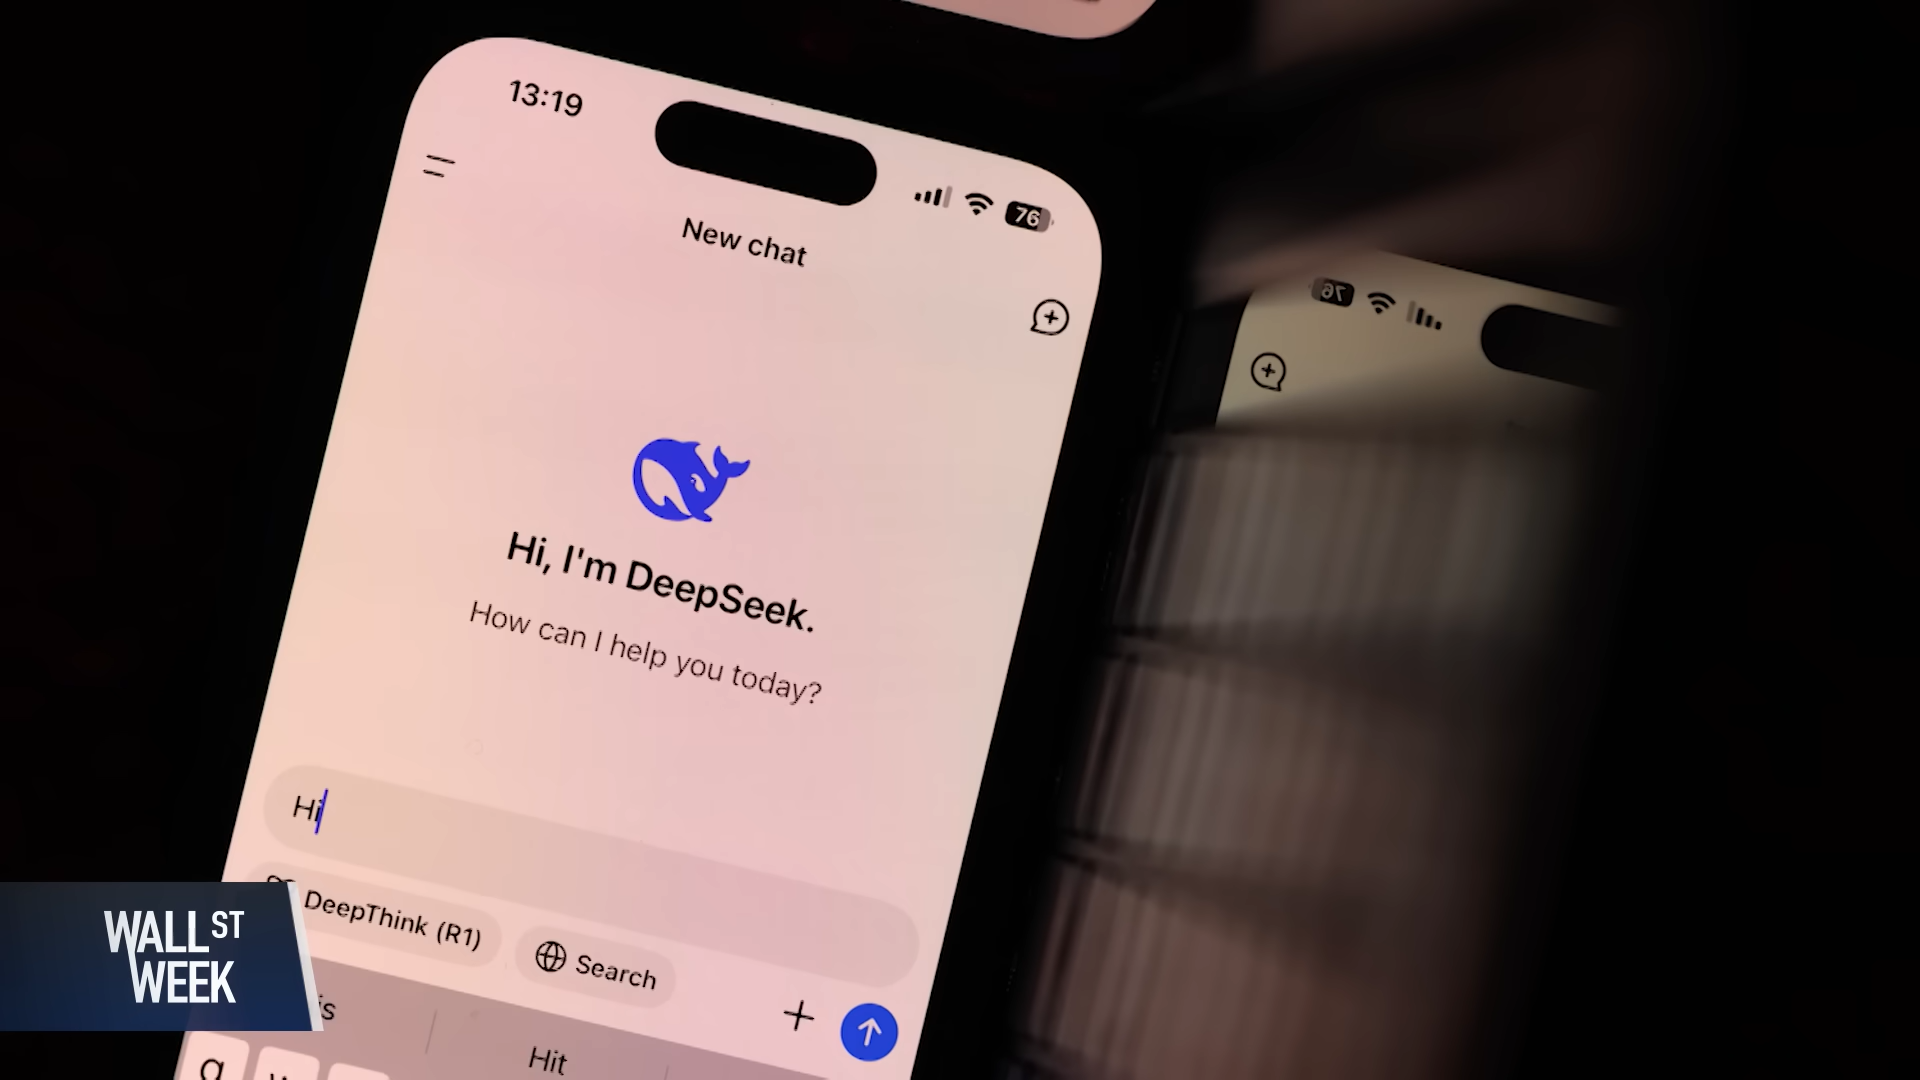 13:19
76
New chat
Hi, I'm DeepSeek.
How can I help you today?
Hi
DeepThink (R1)
Search
is
Hit
q
76
WALL ST
WEEK